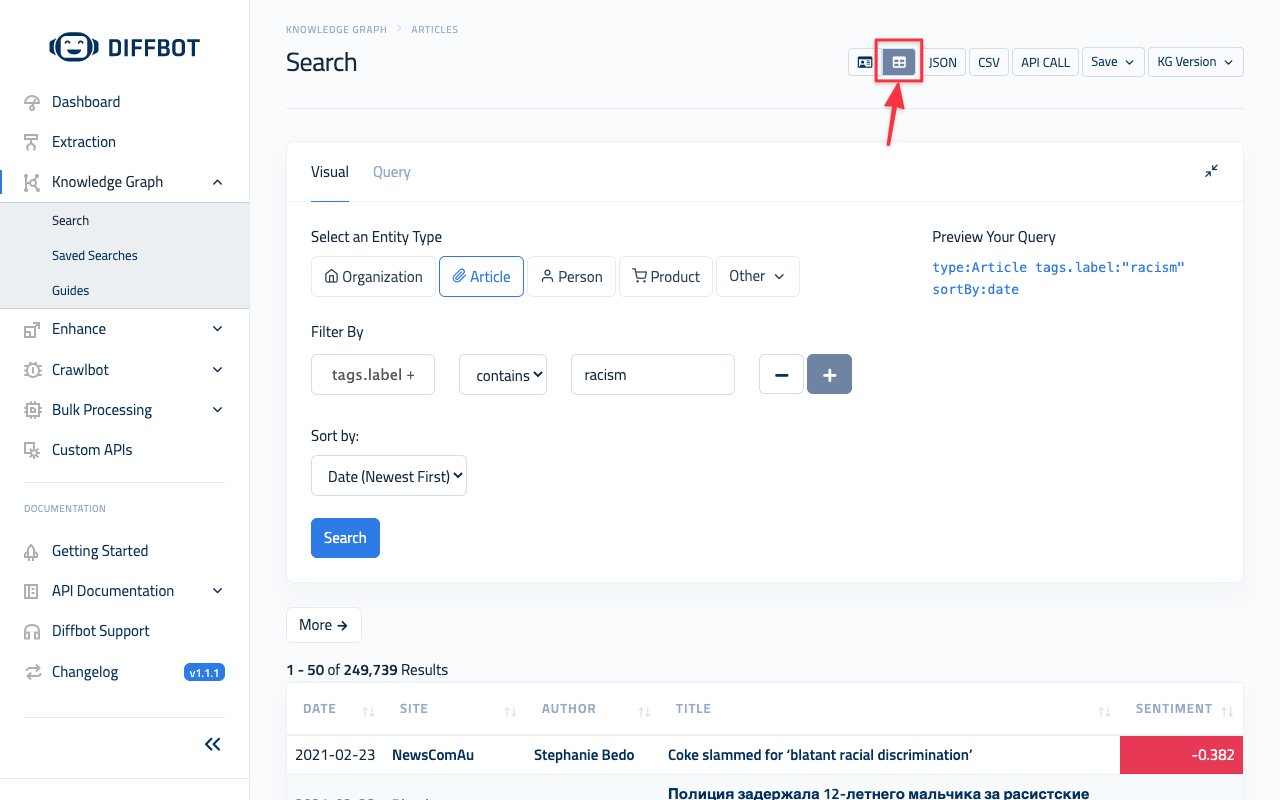 DIFFBOT
Dashboard
Extraction
Knowledge Graph
Search
Saved Searches
Guides
Enhance
Crawlbot
Bulk Processing
Custom APIs
DOCUMENTATION
Getting Started
API Documentation
Diffbot Support
Changelog v1.1.1
KNOWLEDGE GRAPH > ARTICLES
Search
JSON CSV API CALL Save KG Version
Visual Query
Select an Entity Type
Organization Article Person Product Other
Preview Your Query
type:Article tags.label:"racism"
sortBy:date
Filter By
tags.label + contains racism − +
Sort by:
Date (Newest First)
Search
More →
1 - 50 of 249,739 Results
DATE SITE AUTHOR TITLE SENTIMENT
2021-02-23 NewsComAu Stephanie Bedo Coke slammed for ‘blatant racial discrimination’ -0.382
Полиция задержала 12-летнего мальчика за расистские